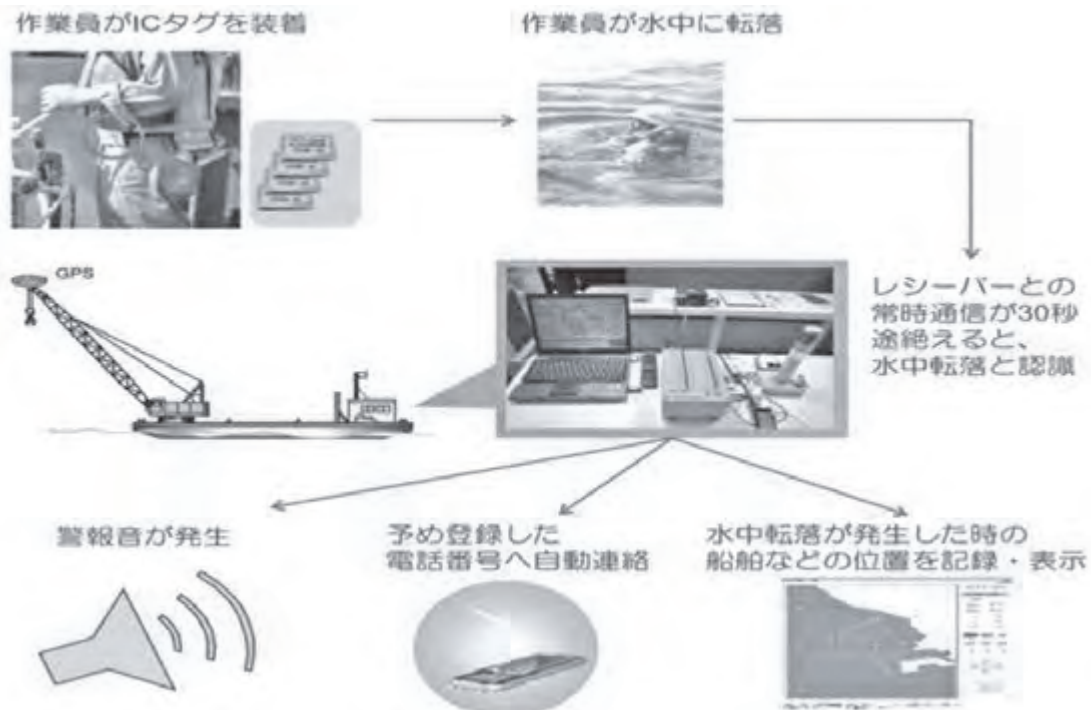 作業員がICタグを装着
作業員が水中に転落
GPS
レシーバーとの
常時通信が30秒
途絶えると、
水中転落と認識
警報音が発生
予め登録した
電話番号へ自動連絡
水中転落が発生した時の
船舶などの位置を記録・表示